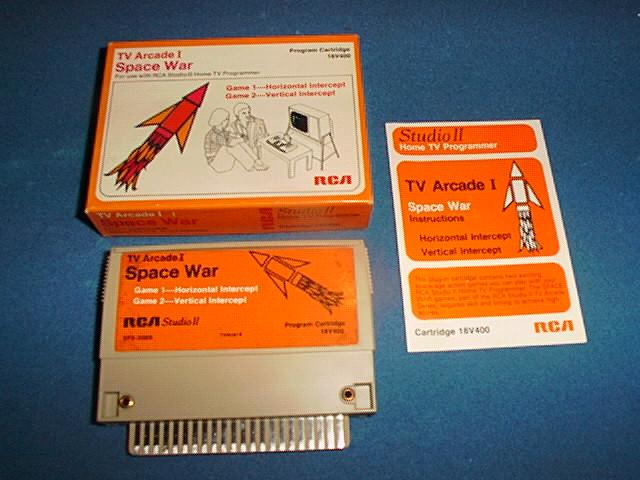 TV Arcade I
Space War
For use with RCA Studio II Home TV Programmer
Program Cartridge
18V400
Game 1—Horizontal Intercept
Game 2—Vertical Intercept
RCA
TV Arcade I
Space War
RCA
Studio II
TV Arcade I
Space War
Game 1—Horizontal Intercept
Game 2—Vertical Intercept
RCA Studio II
Program Cartridge
18V400
Studio II
Home TV Programmer
TV Arcade I
Space War
Instructions
Horizontal Intercept
Vertical Intercept
Cartridge 18V400
RCA